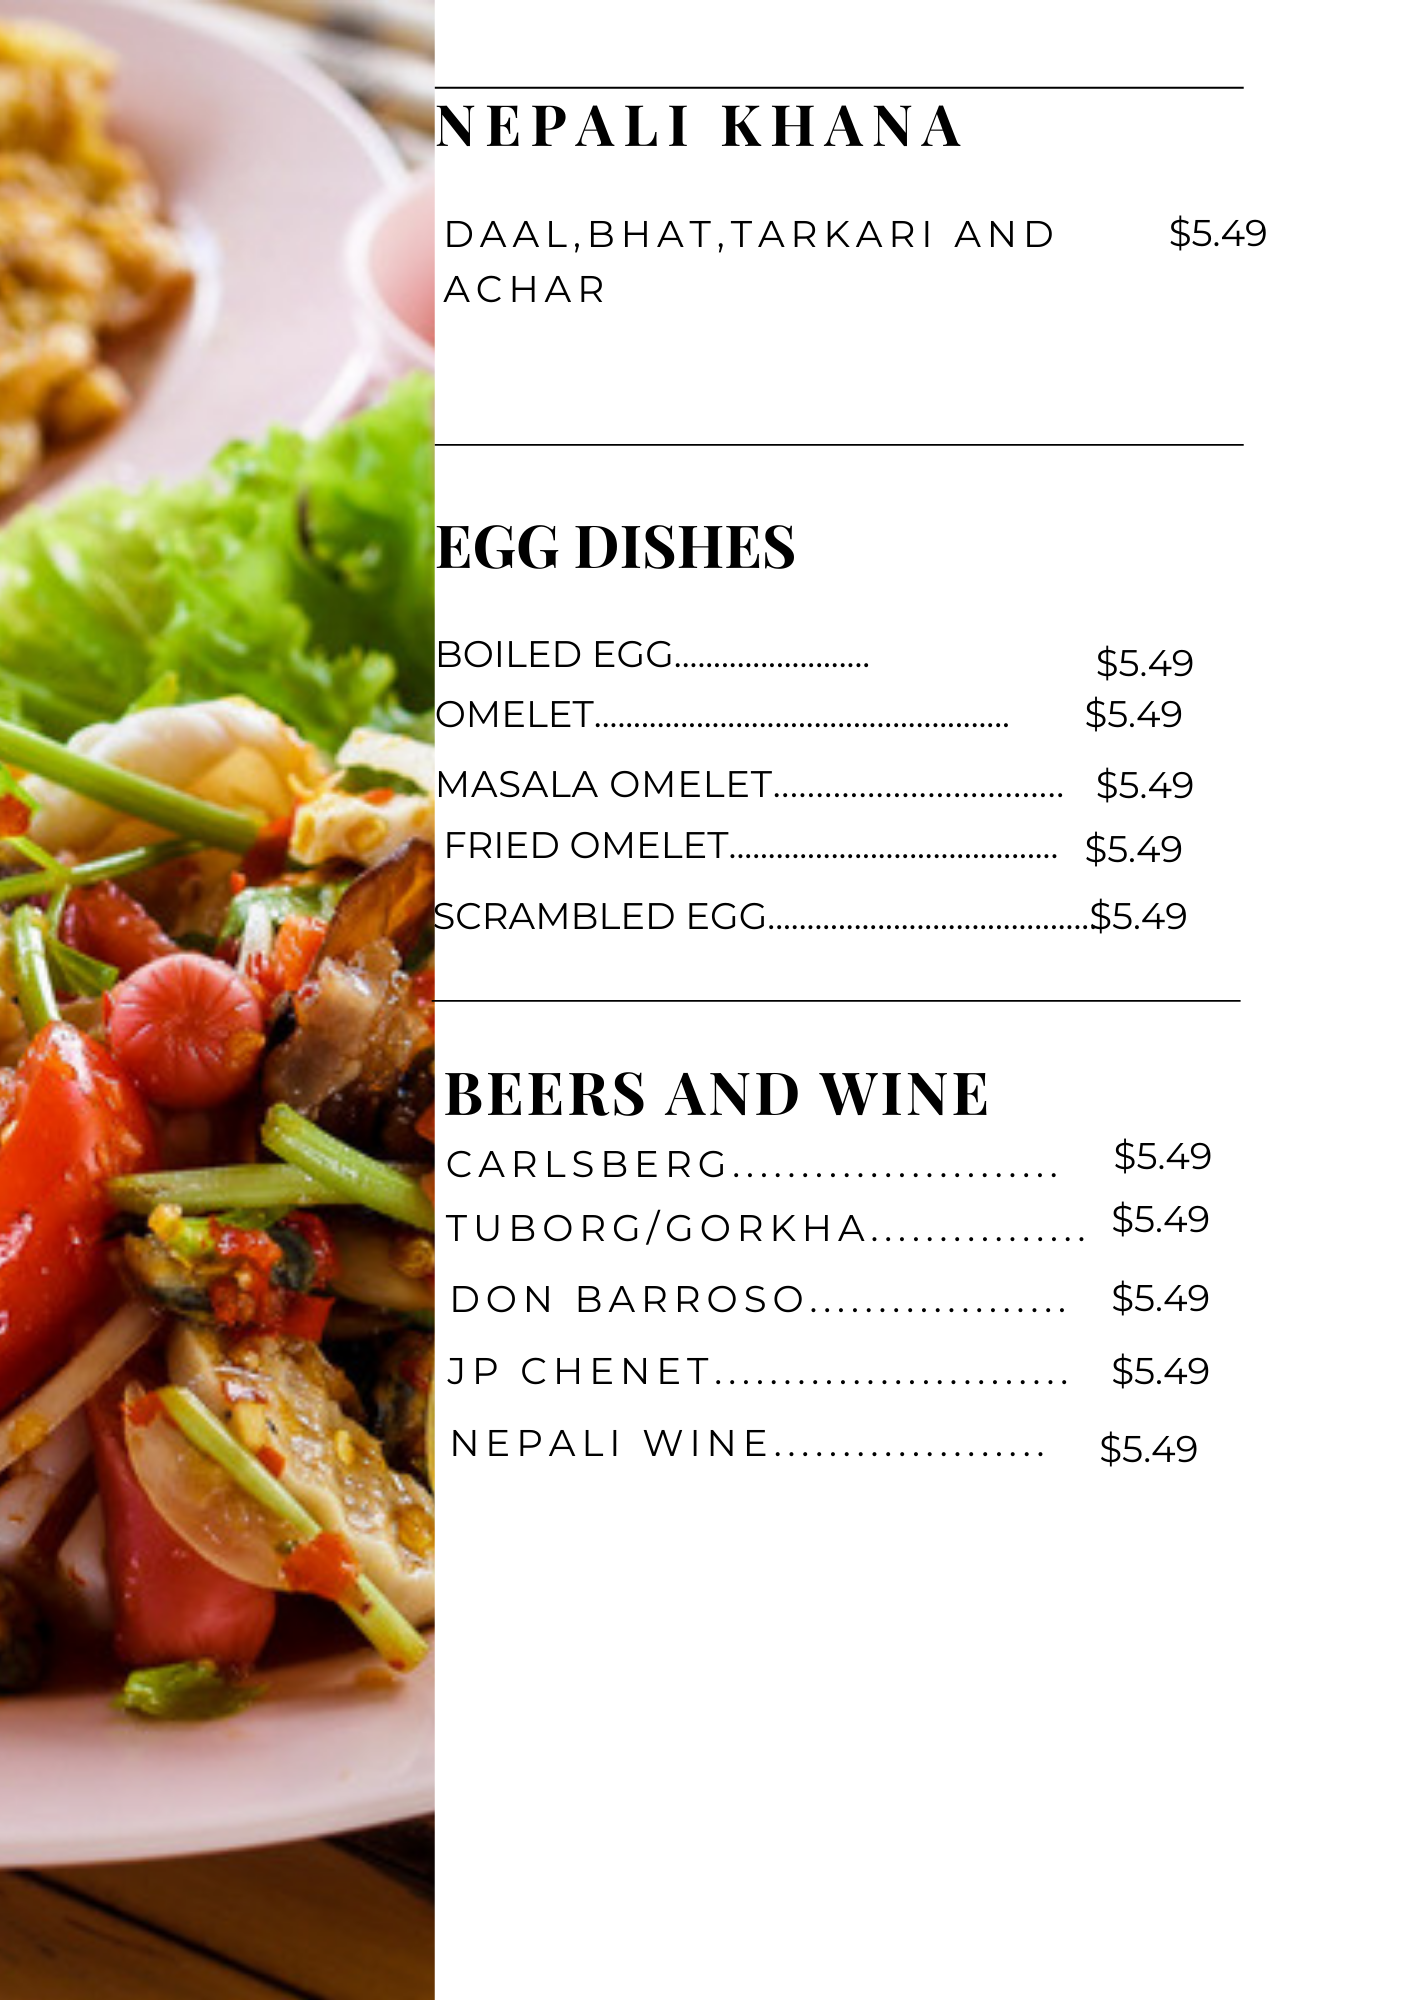 NEPALI KHANA
DAAL,BHAT,TARKARI AND $5.49
ACHAR
EGG DISHES
BOILED EGG......................... $5.49
OMELET..................................................... $5.49
MASALA OMELET..................................... $5.49
FRIED OMELET.......................................... $5.49
SCRAMBLED EGG..........................................$5.49
BEERS AND WINE
CARLSBERG........................ $5.49
TUBORG/GORKHA................ $5.49
DON BARROSO................... $5.49
JP CHENET.......................... $5.49
NEPALI WINE.................... $5.49